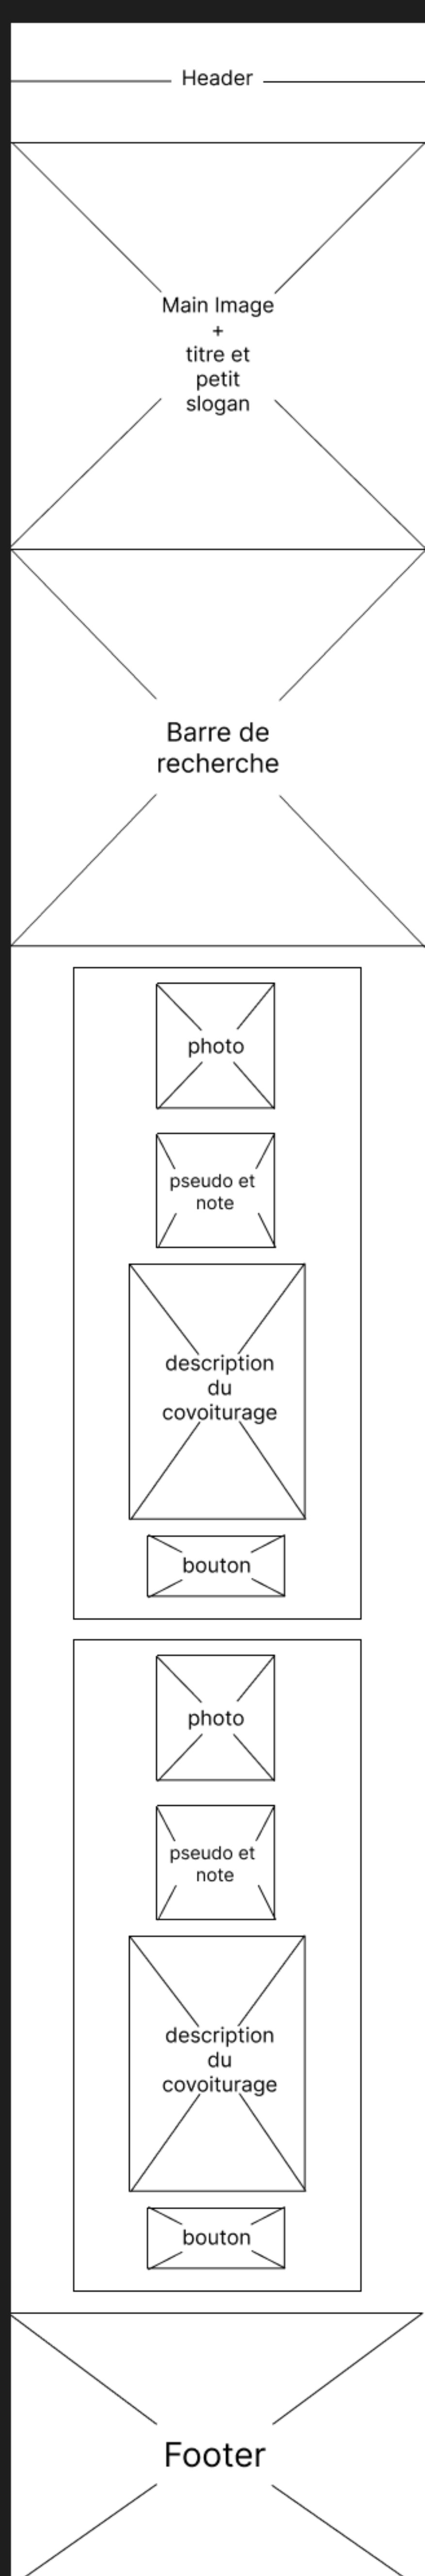 Header
Main Image
+
titre et
petit
slogan
Barre de
recherche
photo
pseudo et
note
description
du
covoiturage
bouton
photo
pseudo et
note
description
du
covoiturage
bouton
Footer